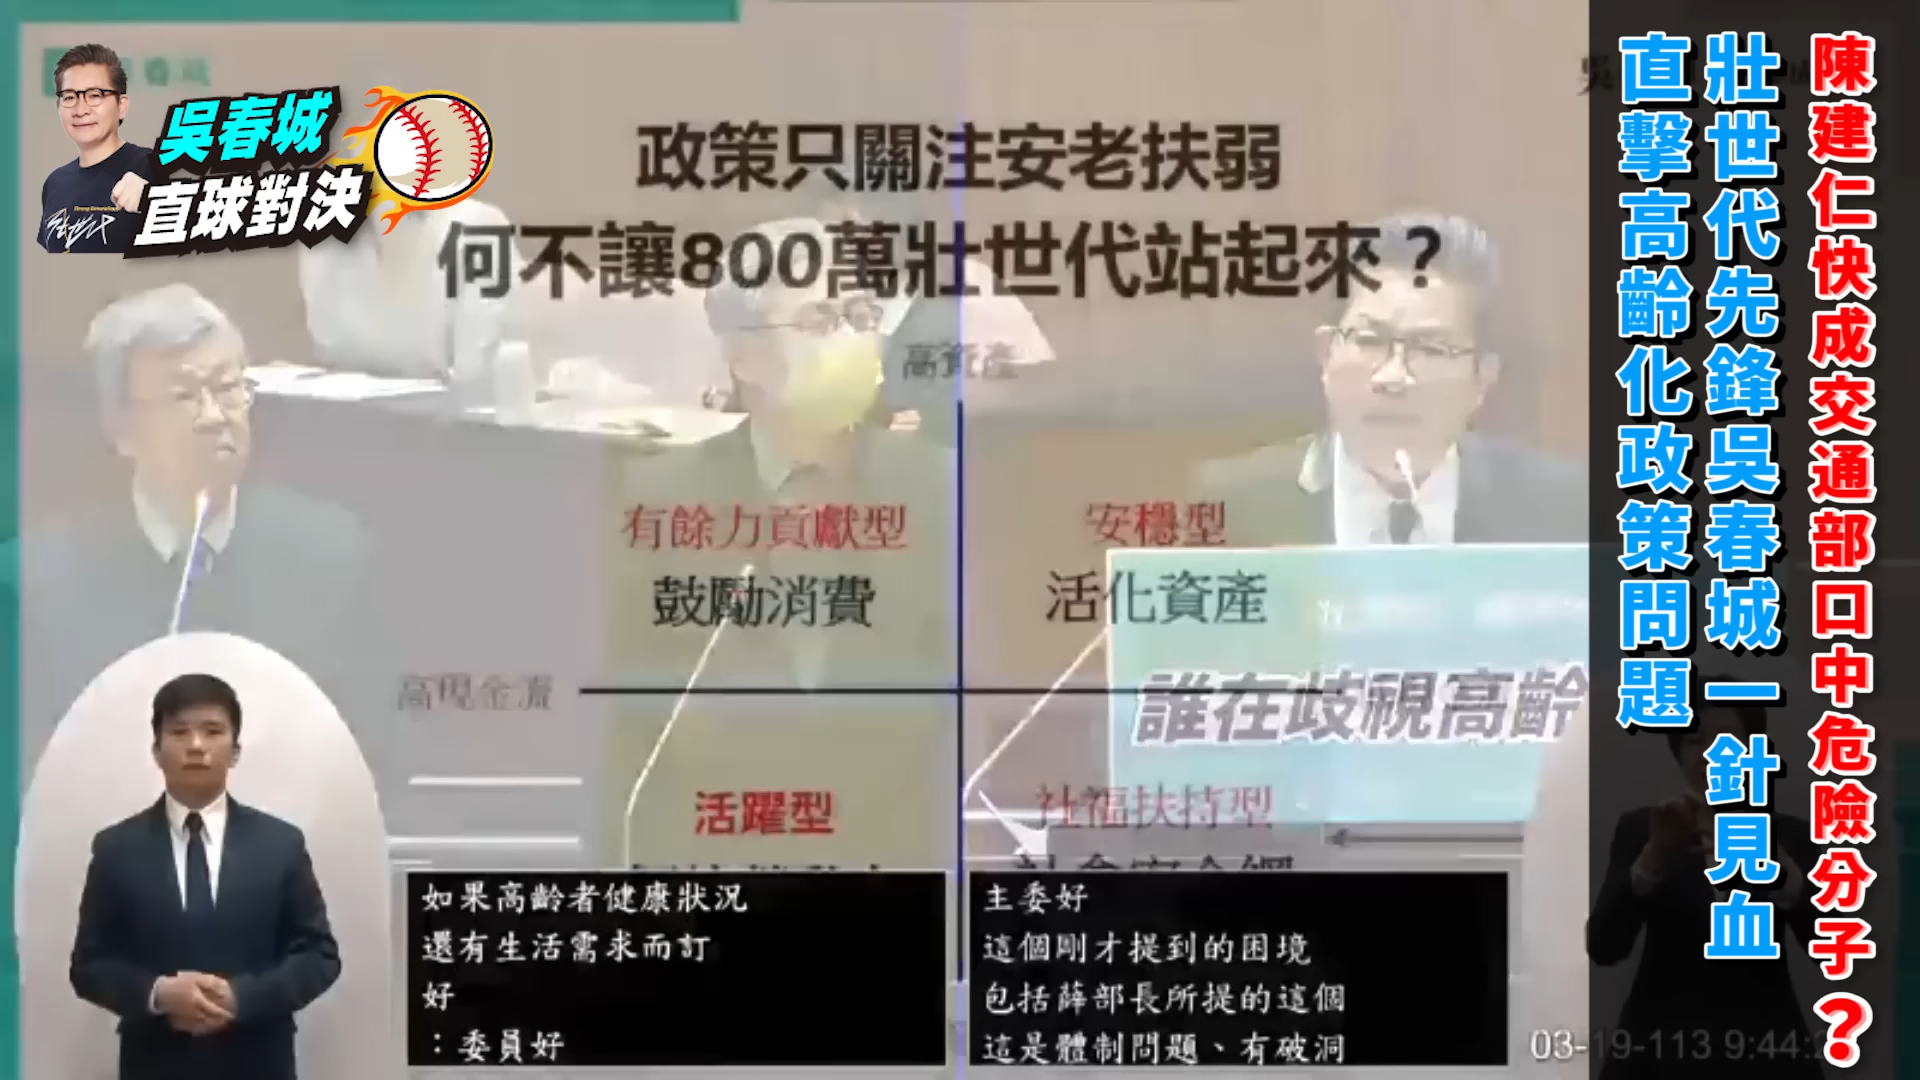 吳春城
直球對決
政策只關注安老扶弱
何不讓800萬壯世代站起來？
高資產
有餘力貢獻型
鼓勵消費
安穩型
活化資產
高現金流
活躍型
社福扶持型
誰在歧視高齡
如果高齡者健康狀況
還有生活需求而訂
好
：委員好
主委好
這個剛才提到的困境
包括薛部長所提的這個
這是體制問題、有破洞
陳建仁快成交通部口中危險分子？
壯世代先鋒吳春城一針見血
直擊高齡化政策問題
03-19-113 9:44: